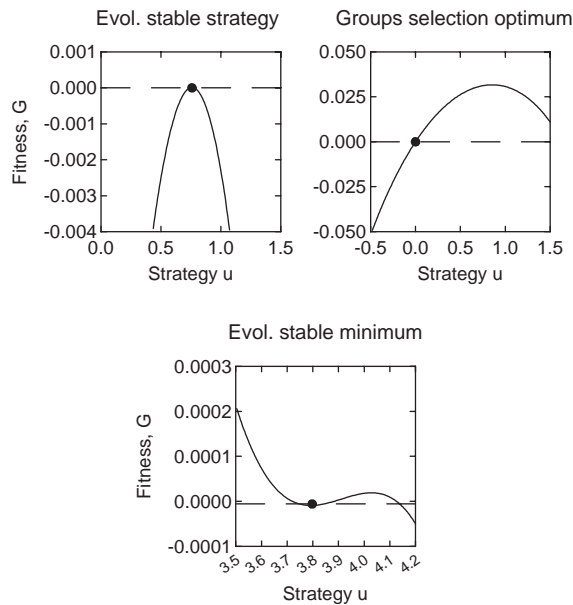 Evol. stable strategy
Groups selection optimum
0.001
0.000
-0.001
-0.002
-0.003
-0.004
Fitness, G
0.0 0.5 1.0 1.5
Strategy u
0.050
0.025
0.000
-0.025
-0.050
-0.5 0.0 0.5 1.0 1.5
Strategy u
Evol. stable minimum
0.0003
0.0002
0.0001
0.0000
-0.0001
Fitness, G
3.5 3.6 3.7 3.8 3.9 4.0 4.1 4.2
Strategy u